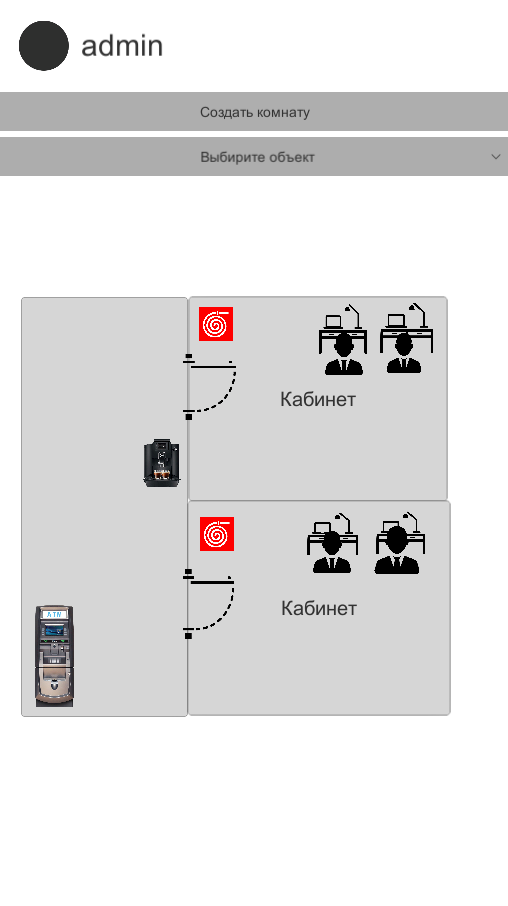 admin
Создать комнату
Выбирите объект
Кабинет
Кабинет
ATM